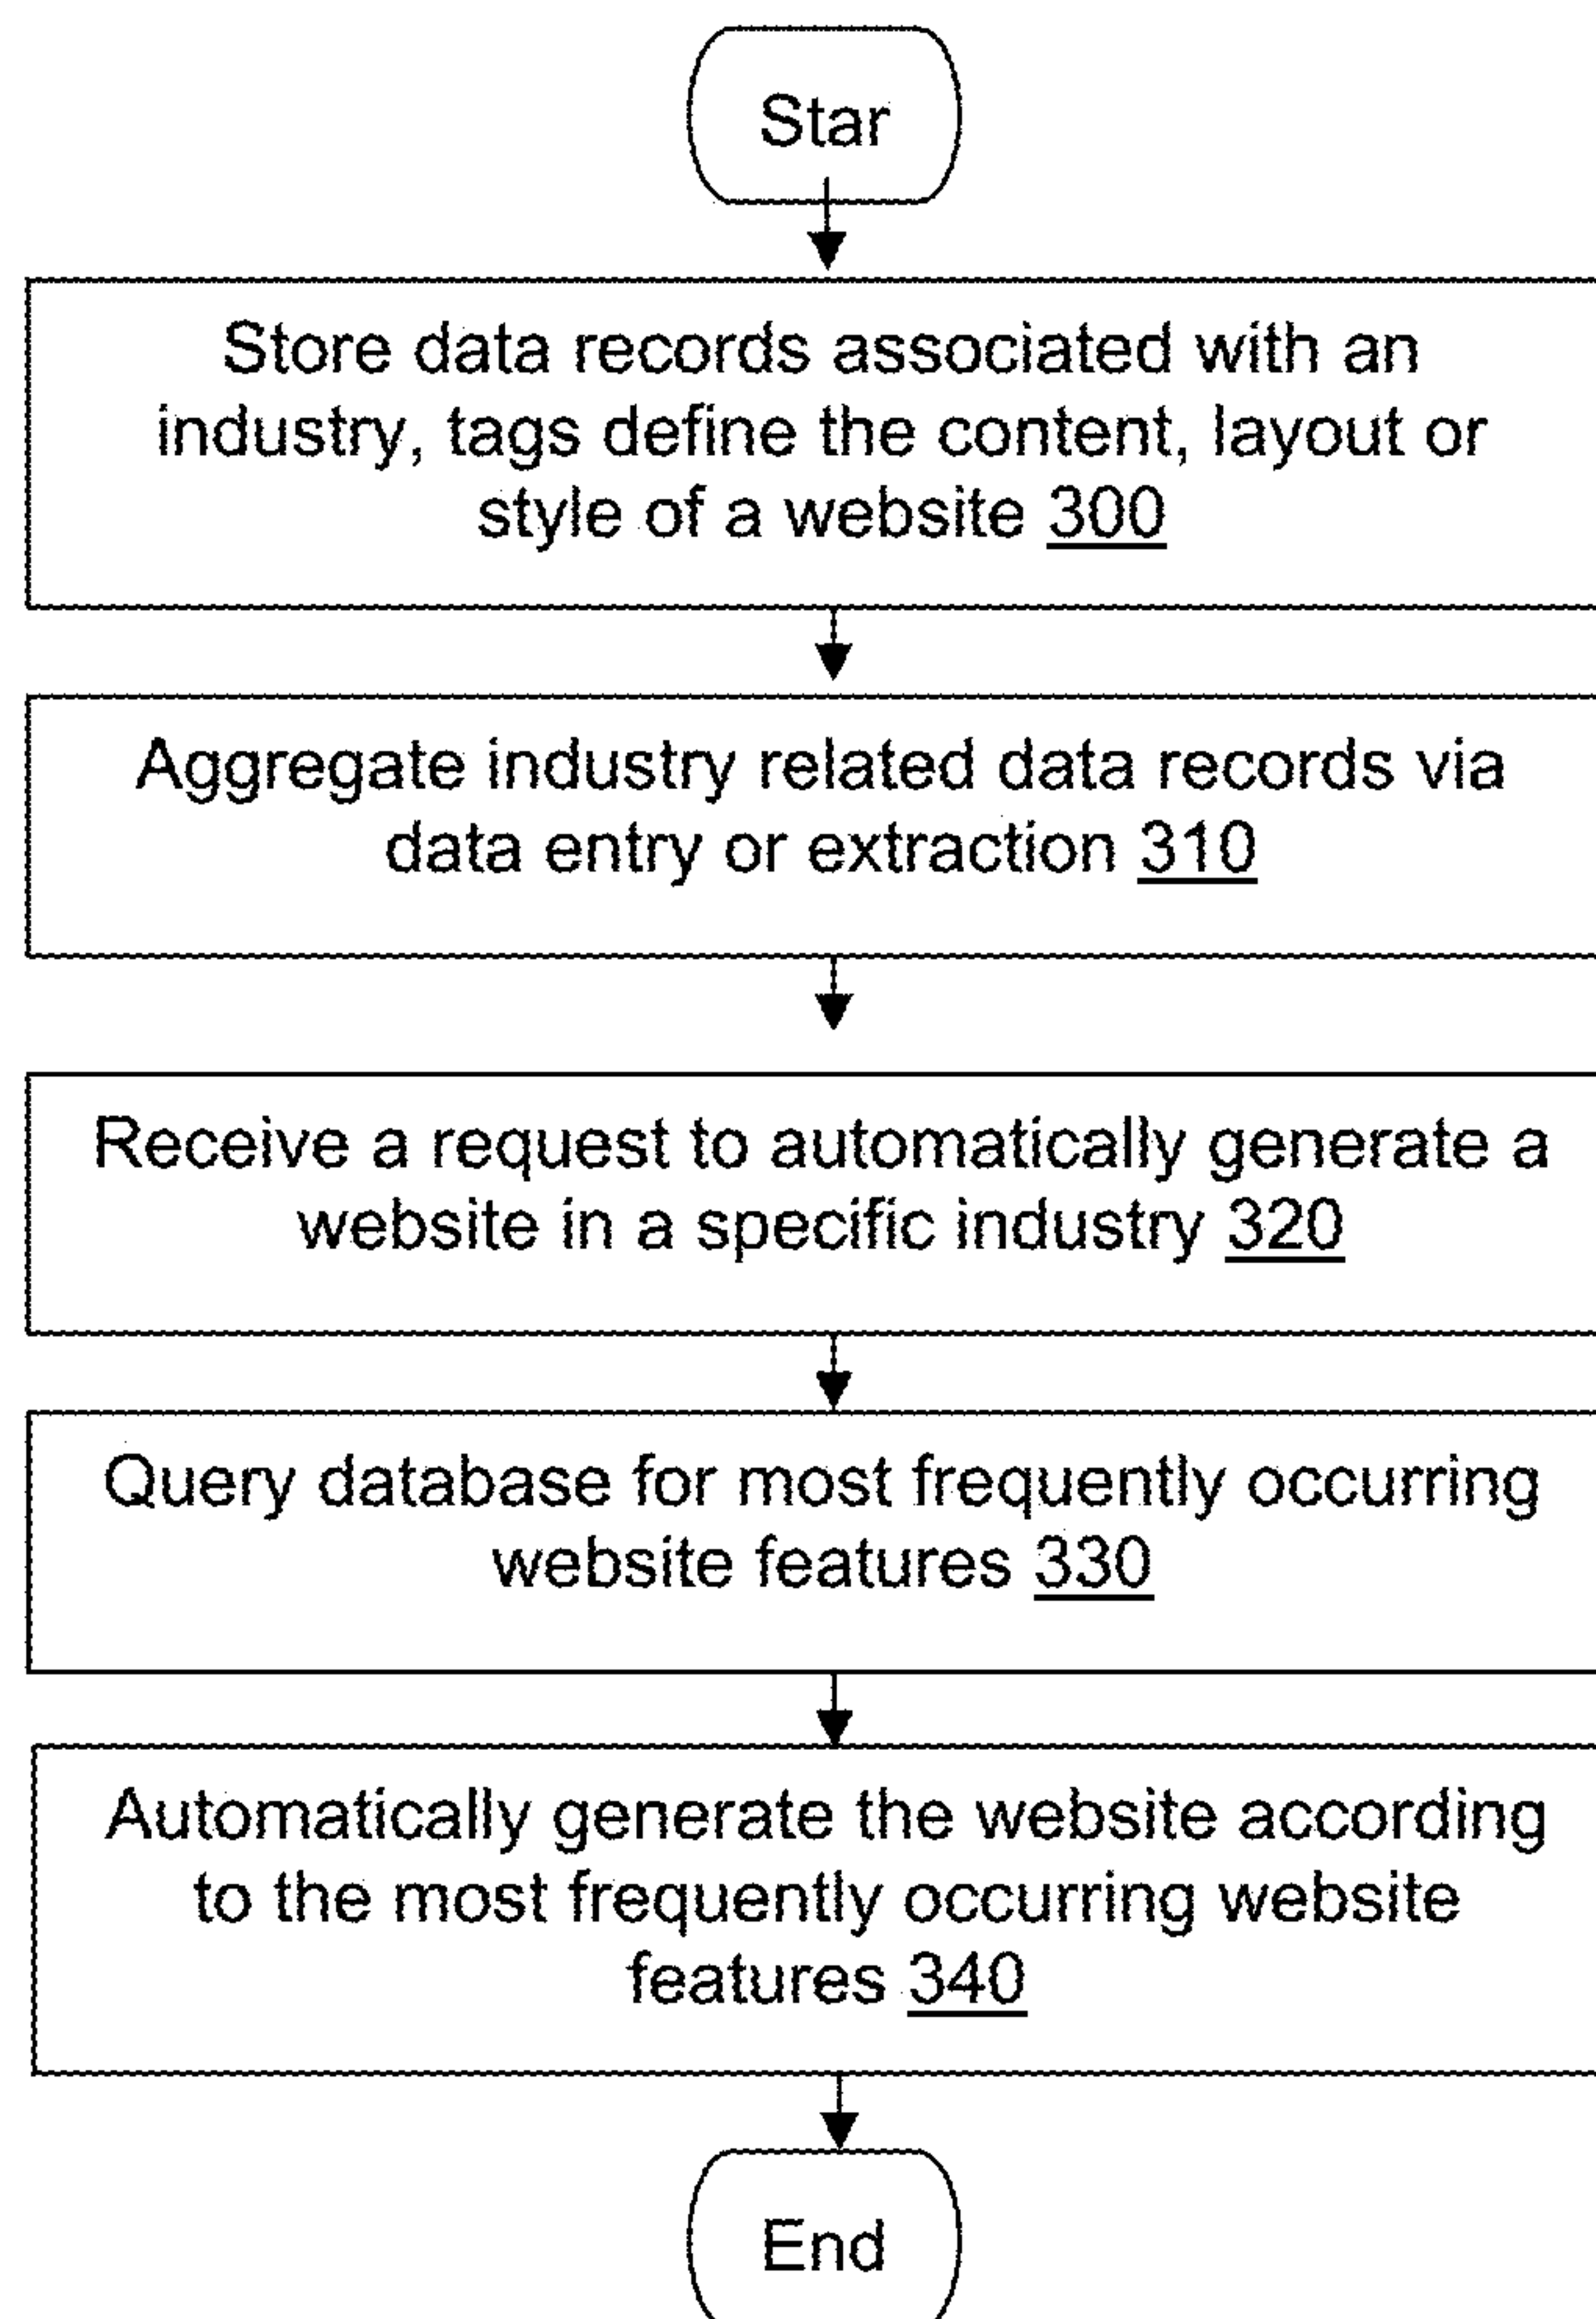 Star
Store data records associated with an
industry, tags define the content, layout or
style of a website 300
Aggregate industry related data records via
data entry or extraction 310
Receive a request to automatically generate a
website in a specific industry 320
Query database for most frequently occurring
website features 330
Automatically generate the website according
to the most frequently occurring website
features 340
End